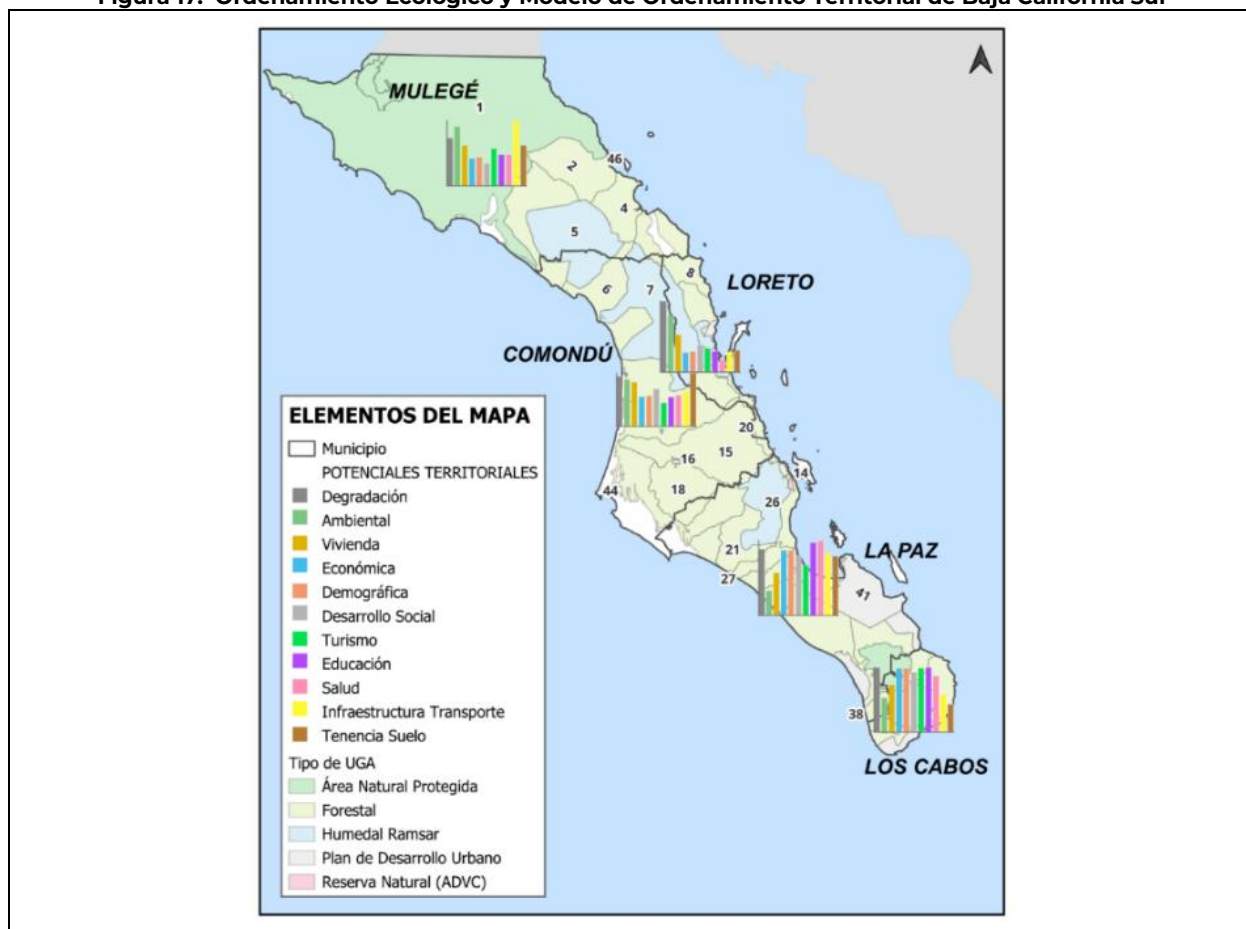 Figura 17. Ordenamiento Ecológico y Modelo de Ordenamiento Territorial de Baja California Sur
MULEGÉ
1
2
46
4
5
8
6
7
LORETO
COMONDÚ
20
15
16
14
18
44
26
21
LA PAZ
27
41
38
LOS CABOS
ELEMENTOS DEL MAPA
Municipio
POTENCIALES TERRITORIALES
Degradación
Ambiental
Vivienda
Económica
Demográfica
Desarrollo Social
Turismo
Educación
Salud
Infraestructura Transporte
Tenencia Suelo
Tipo de UGA
Área Natural Protegida
Forestal
Humedal Ramsar
Plan de Desarrollo Urbano
Reserva Natural (ADVC)